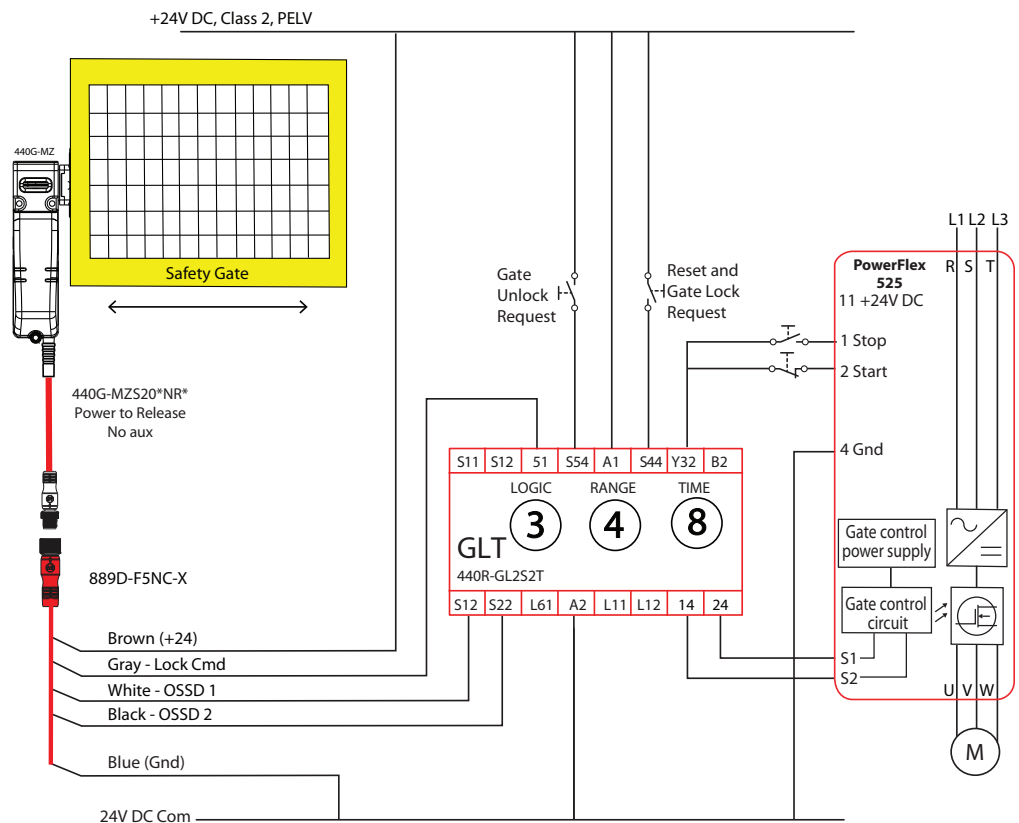 +24V DC, Class 2, PELV
440G-MZ
Safety Gate
440G-MZS20*NR*
Power to Release
No aux
889D-F5NC-X
Brown (+24)
Gray - Lock Cmd
White - OSSD 1
Black - OSSD 2
Blue (Gnd)
24V DC Com
Gate
Unlock
Request
Reset and
Gate Lock
Request
S11 S12 51 S54 A1 S44 Y32 B2
LOGIC RANGE TIME
3 4 8
GLT
440R-GL2S2T
S12 S22 L61 A2 L11 L12 14 24
L1 L2 L3
R S T
PowerFlex
525
11 +24V DC
1 Stop
2 Start
4 Gnd
Gate control
power supply
Gate control
circuit
S1
S2
U V W
M